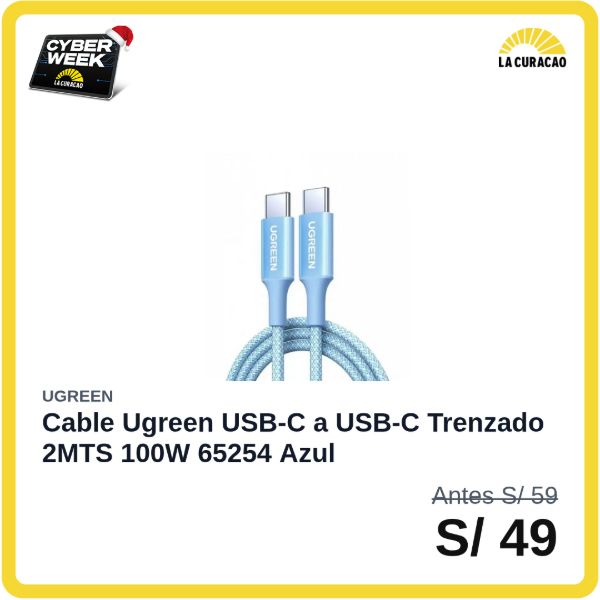 CYBER
WEEK
LA CURACAO
LA CURACAO
UGREEN
UGREEN
UGREEN
Cable Ugreen USB-C a USB-C Trenzado
2MTS 100W 65254 Azul
Antes S/ 59
S/ 49